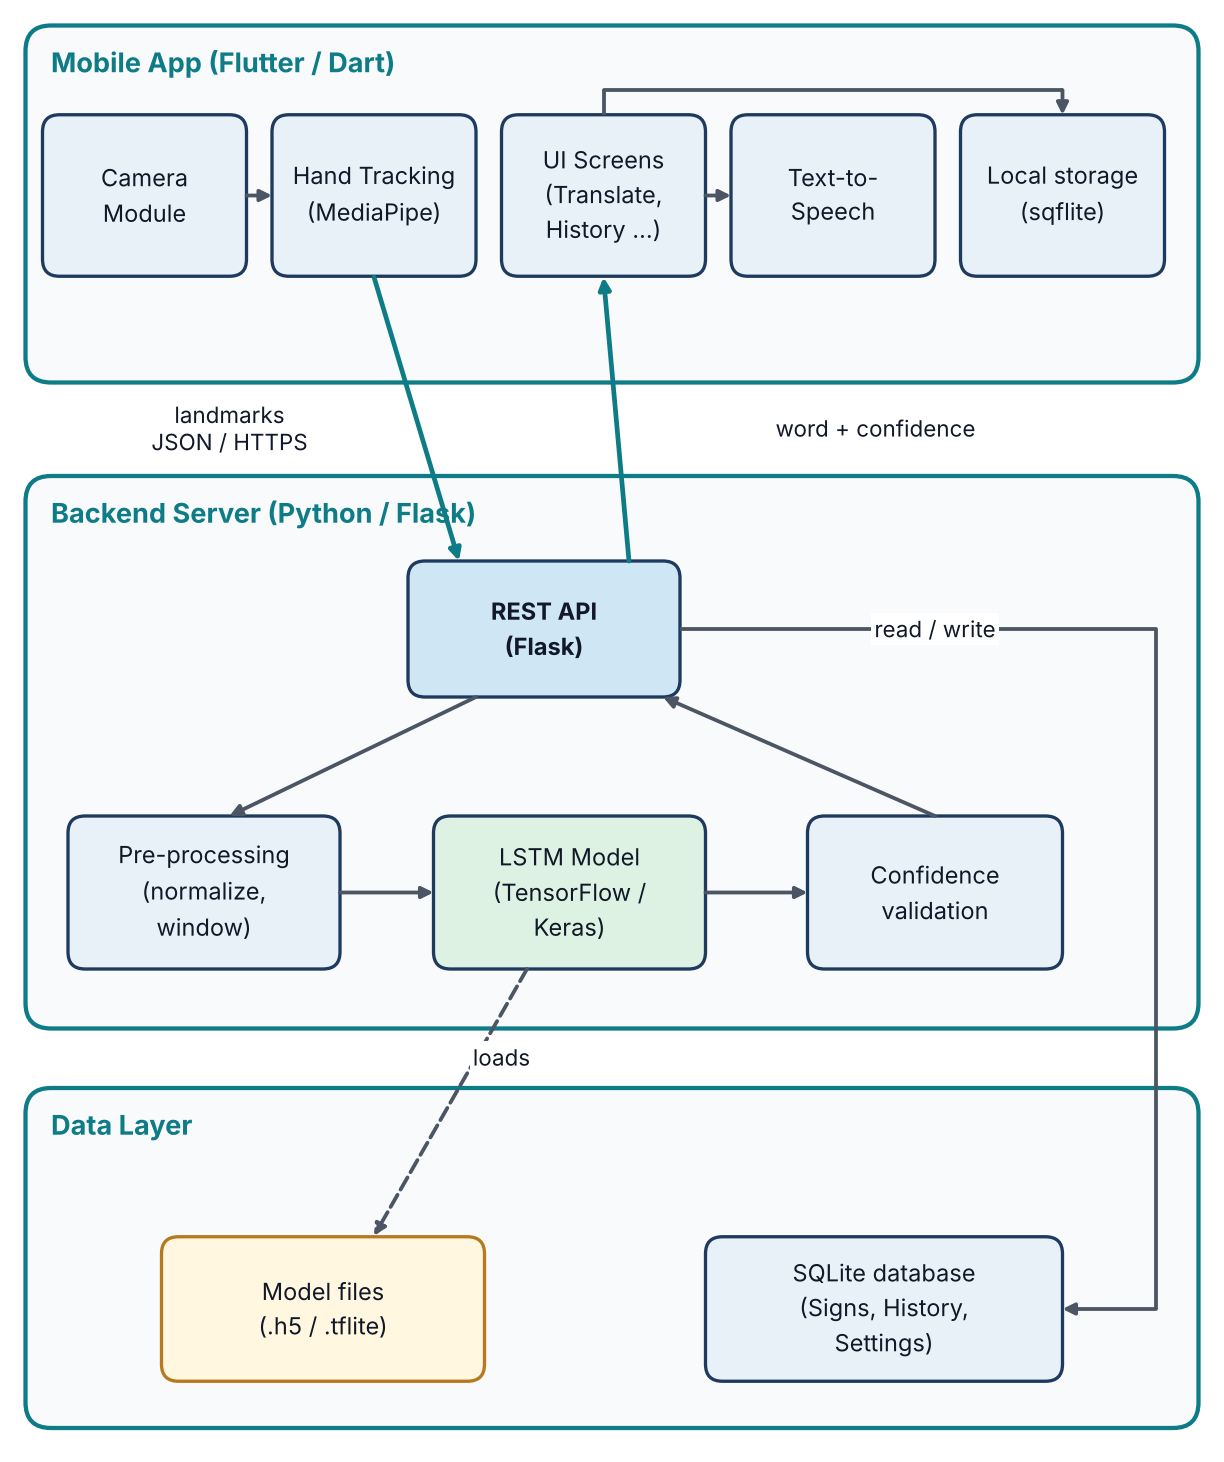 Mobile App (Flutter / Dart)
Camera
Module
Hand Tracking
(MediaPipe)
UI Screens
(Translate,
History ...)
Text-to-
Speech
Local storage
(sqflite)
landmarks
JSON / HTTPS
word + confidence
Backend Server (Python / Flask)
REST API
(Flask)
read / write
Pre-processing
(normalize,
window)
LSTM Model
(TensorFlow /
Keras)
Confidence
validation
loads
Data Layer
Model files
(.h5 / .tflite)
SQLite database
(Signs, History,
Settings)